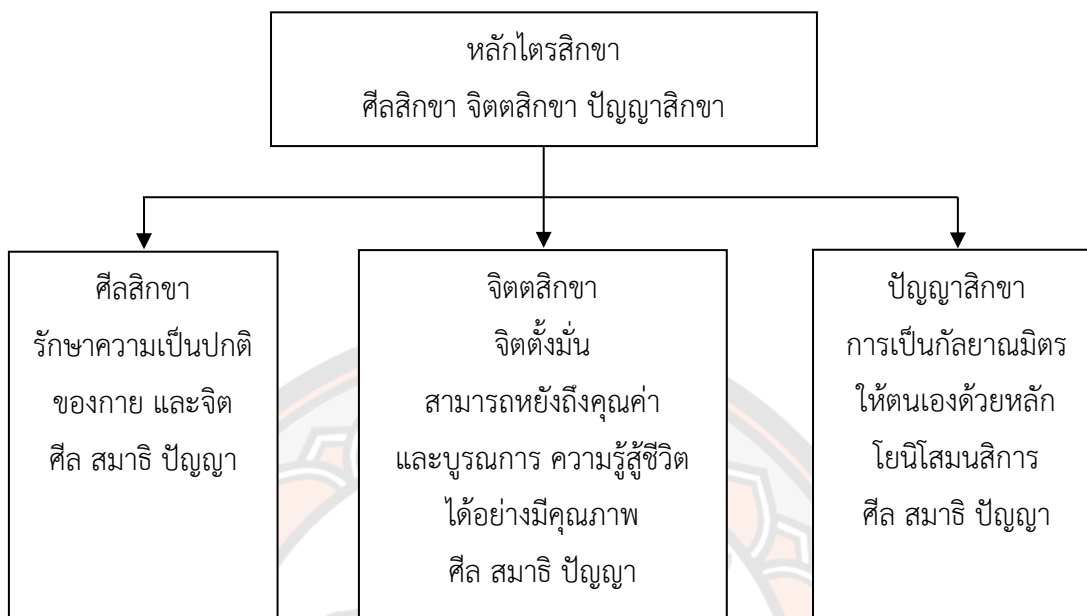 หลักไตรสิกขา
ศีลสิกขา จิตตสิกขา ปัญญาสิกขา
ศีลสิกขา
รักษาความเป็นปกติ
ของกาย และจิต
ศีล สมาธิ ปัญญา
จิตตสิกขา
จิตตั้งมั่น
สามารถหยังถึงคุณค่า
และบูรณการ ความรู้สู้ชีวิต
ได้อย่างมีคุณภาพ
ศีล สมาธิ ปัญญา
ปัญญาสิกขา
การเป็นกัลยาณมิตร
ให้ตนเองด้วยหลัก
โยนิโสมนสิการ
ศีล สมาธิ ปัญญา